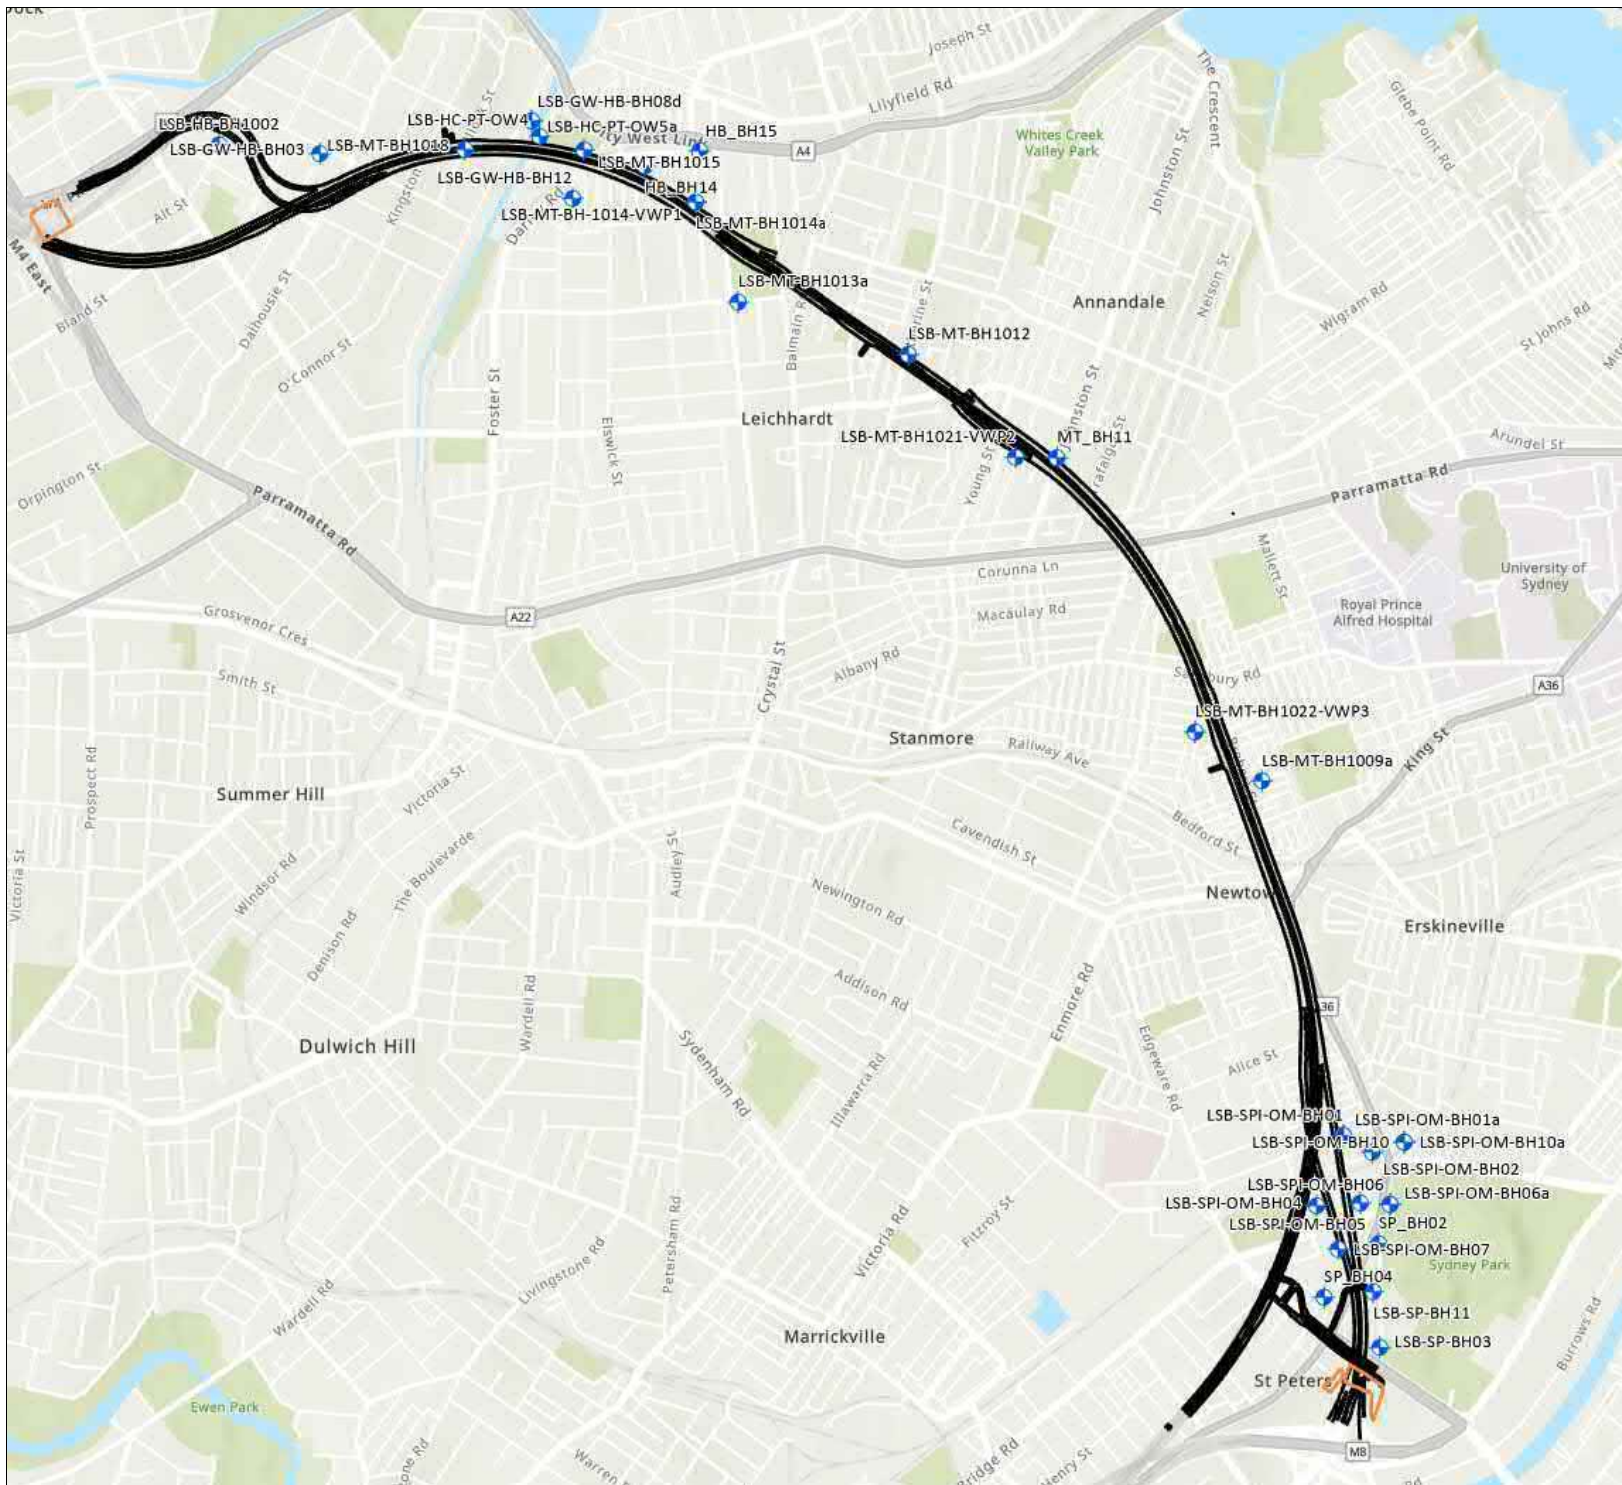 LSB-GW-HB-BH08d
LSB-HC-PT-OW4
LSB-HC-PT-OW5a
LSB-HB-BH1002
LSB-GW-HB-BH03
LSB-MT-BH1018
HB_BH15
LSB-MT-BH1015
LSB-GW-HB-BH12
HB_BH14
LSB-MT-BH-1014-VWP1
LSB-MT-BH1014a
LSB-MT-BH1013a
LSB-MT-BH1012
LSB-MT-BH1021-VWP2
MT_BH11
LSB-MT-BH1022-VWP3
LSB-MT-BH1009a
LSB-SPI-OM-BH01
LSB-SPI-OM-BH01a
LSB-SPI-OM-BH10
LSB-SPI-OM-BH10a
LSB-SPI-OM-BH02
LSB-SPI-OM-BH06
LSB-SPI-OM-BH06a
LSB-SPI-OM-BH04
LSB-SPI-OM-BH05
SP_BH02
LSB-SPI-OM-BH07
SP_BH04
LSB-SP-BH11
LSB-SP-BH03
Joseph St
Lilyfield Rd
The Crescent
Glebe Point Rd
Whites Creek
Valley Park
A4
Johnston St
Alt St
M4 East
Bland St
Dalhousie St
O'Connor St
Kingston
Foster St
Elswick St
Annandale
Nelson St
Wigram Rd
St Johns Rd
Leichhardt
Johnston St
Young St
Arundel St
Orpington St
Parramatta Rd
Parramatta Rd
Mallett St
University of
Sydney
Corunna Ln
Royal Prince
Alfred Hospital
Macaulay Rd
Grosvenor Cres
A22
Albany Rd
Crystal St
Smith St
A36
Stanmore
Railway Ave
King St
Prospect Rd
Summer Hill
Victoria St
Cavendish St
Bedford St
Victoria St
Windsor Rd
The Boulevarde
Audley St
Newington Rd
Erskineville
Denison Rd
Wardell Rd
Addison Rd
Enmore Rd
Dulwich Hill
Sydenham Rd
Illawarra Rd
Edgeware Rd
Alice St
Petersham Rd
Victoria Rd
Fitzroy St
Livingstone Rd
Wardell Rd
Sydney Park
Marrickville
Burrows Rd
St Peters
Ewen Park
M8